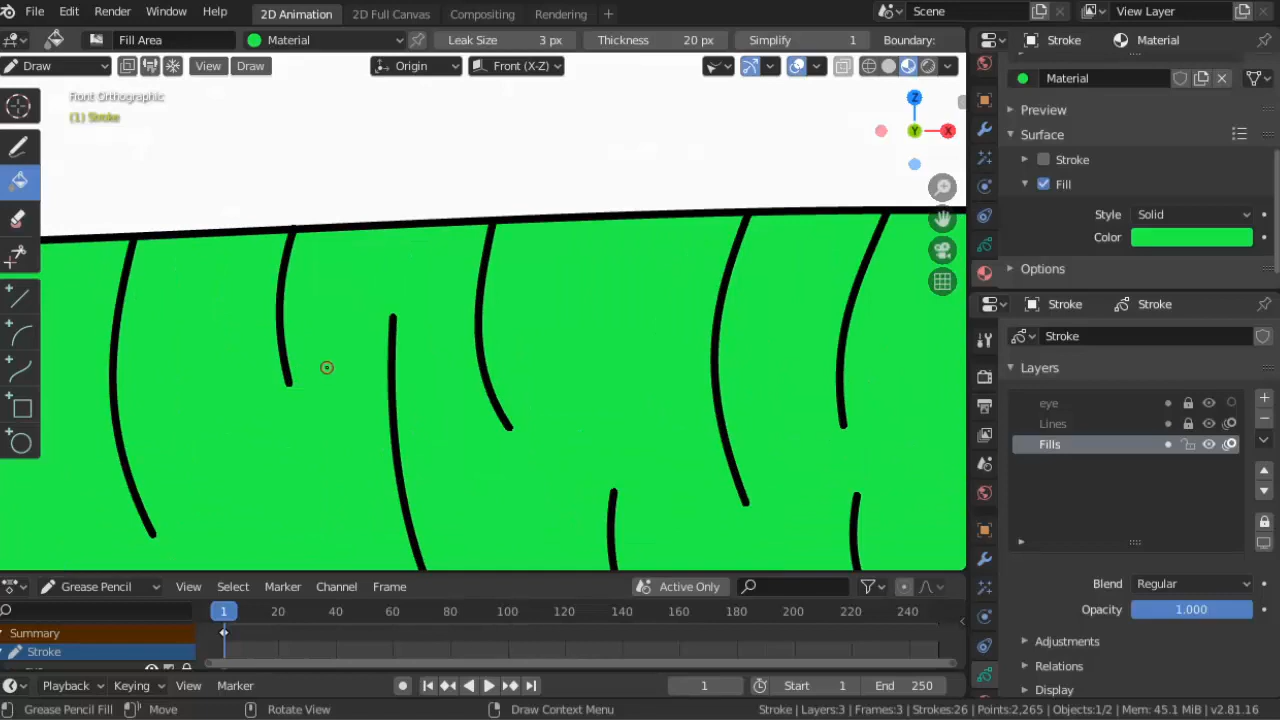 File Edit Render Window Help 2D Animation 2D Full Canvas Compositing Rendering + Scene View Layer
Fill Area Material Leak Size 3 px Thickness 20 px Simplify 1 Boundary: Stroke Material
Draw View Draw Origin Front (X-Z)
Material
Front Orthographic
(1) Stroke
Z
Y
X
Preview
Surface
Stroke
Fill
Style Solid
Color
Options
Stroke Stroke
Stroke
Layers
eye
Lines
Fills
Blend Regular
Opacity 1.000
Adjustments
Relations
Display
Grease Pencil View Select Marker Channel Frame Active Only
1 20 40 60 80 100 120 140 160 180 200 220 240
Summary
Stroke
Playback Keying View Marker 1 Start 1 End 250
Grease Pencil Fill Move Rotate View Draw Context Menu Stroke | Layers:3 | Frames:3 | Strokes:26 | Points:2,265 | Objects:1/2 | Mem: 45.1 MiB | v2.81.16